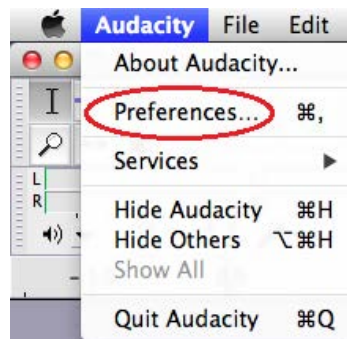 Audacity File Edit
About Audacity...
Preferences... ⌘,
Services ▶
Hide Audacity ⌘H
Hide Others ⌥⌘H
Show All
Quit Audacity ⌘Q
L
R